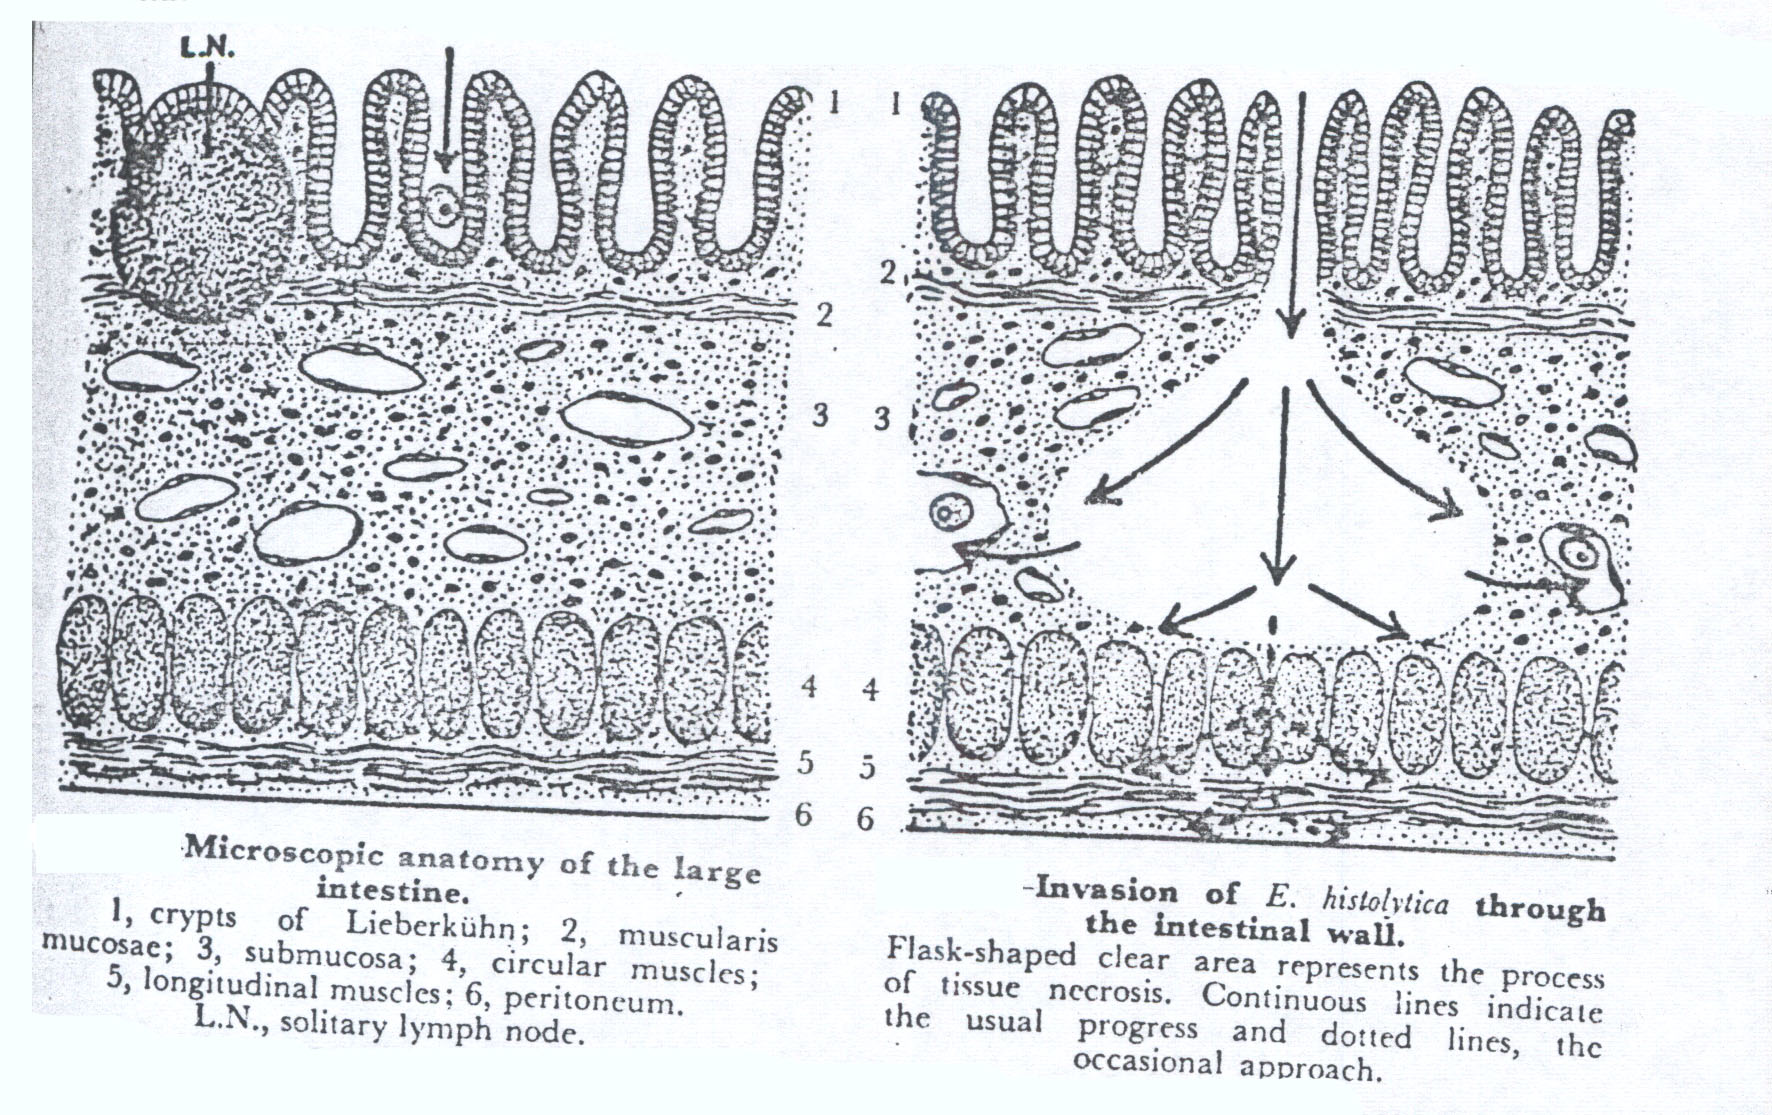 L.N.
1
2
3
4
5
6
1
2
3
4
5
6
Microscopic anatomy of the large
intestine.
1, crypts of Lieberkühn; 2, muscularis
mucosae; 3, submucosa; 4, circular muscles;
5, longitudinal muscles; 6, peritoneum.
L.N., solitary lymph node.
-Invasion of E. histolytica through
the intestinal wall.
Flask-shaped clear area represents the process
of tissue necrosis. Continuous lines indicate
the usual progress and dotted lines, the
occasional approach.